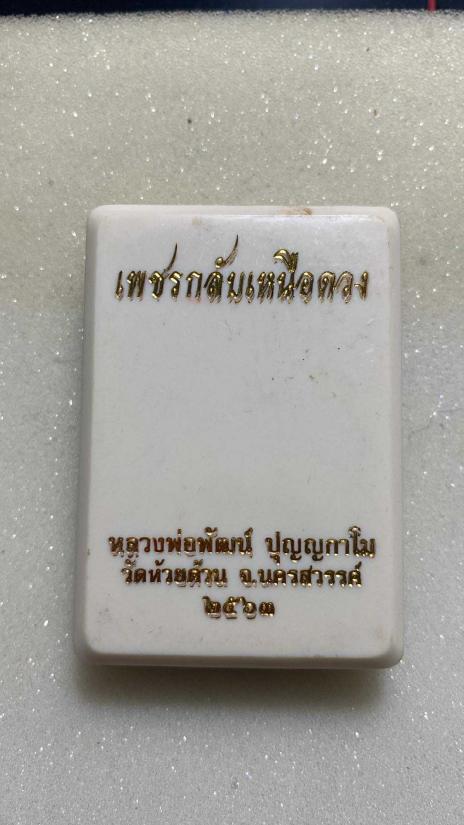 เพชรกลับเหนือดวง
หลวงพ่อพัฒน์ ปุญญกาโม
วัดห้วยด้วน จ.นครสวรรค์
๒๕๖๓